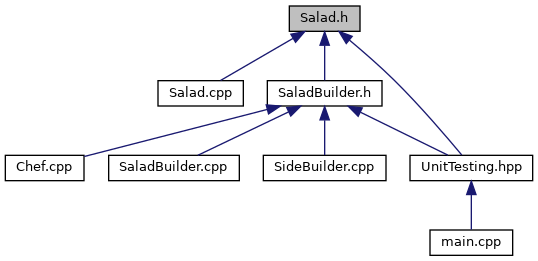 Salad.h
Salad.cpp
SaladBuilder.h
Chef.cpp
SaladBuilder.cpp
SideBuilder.cpp
UnitTesting.hpp
main.cpp